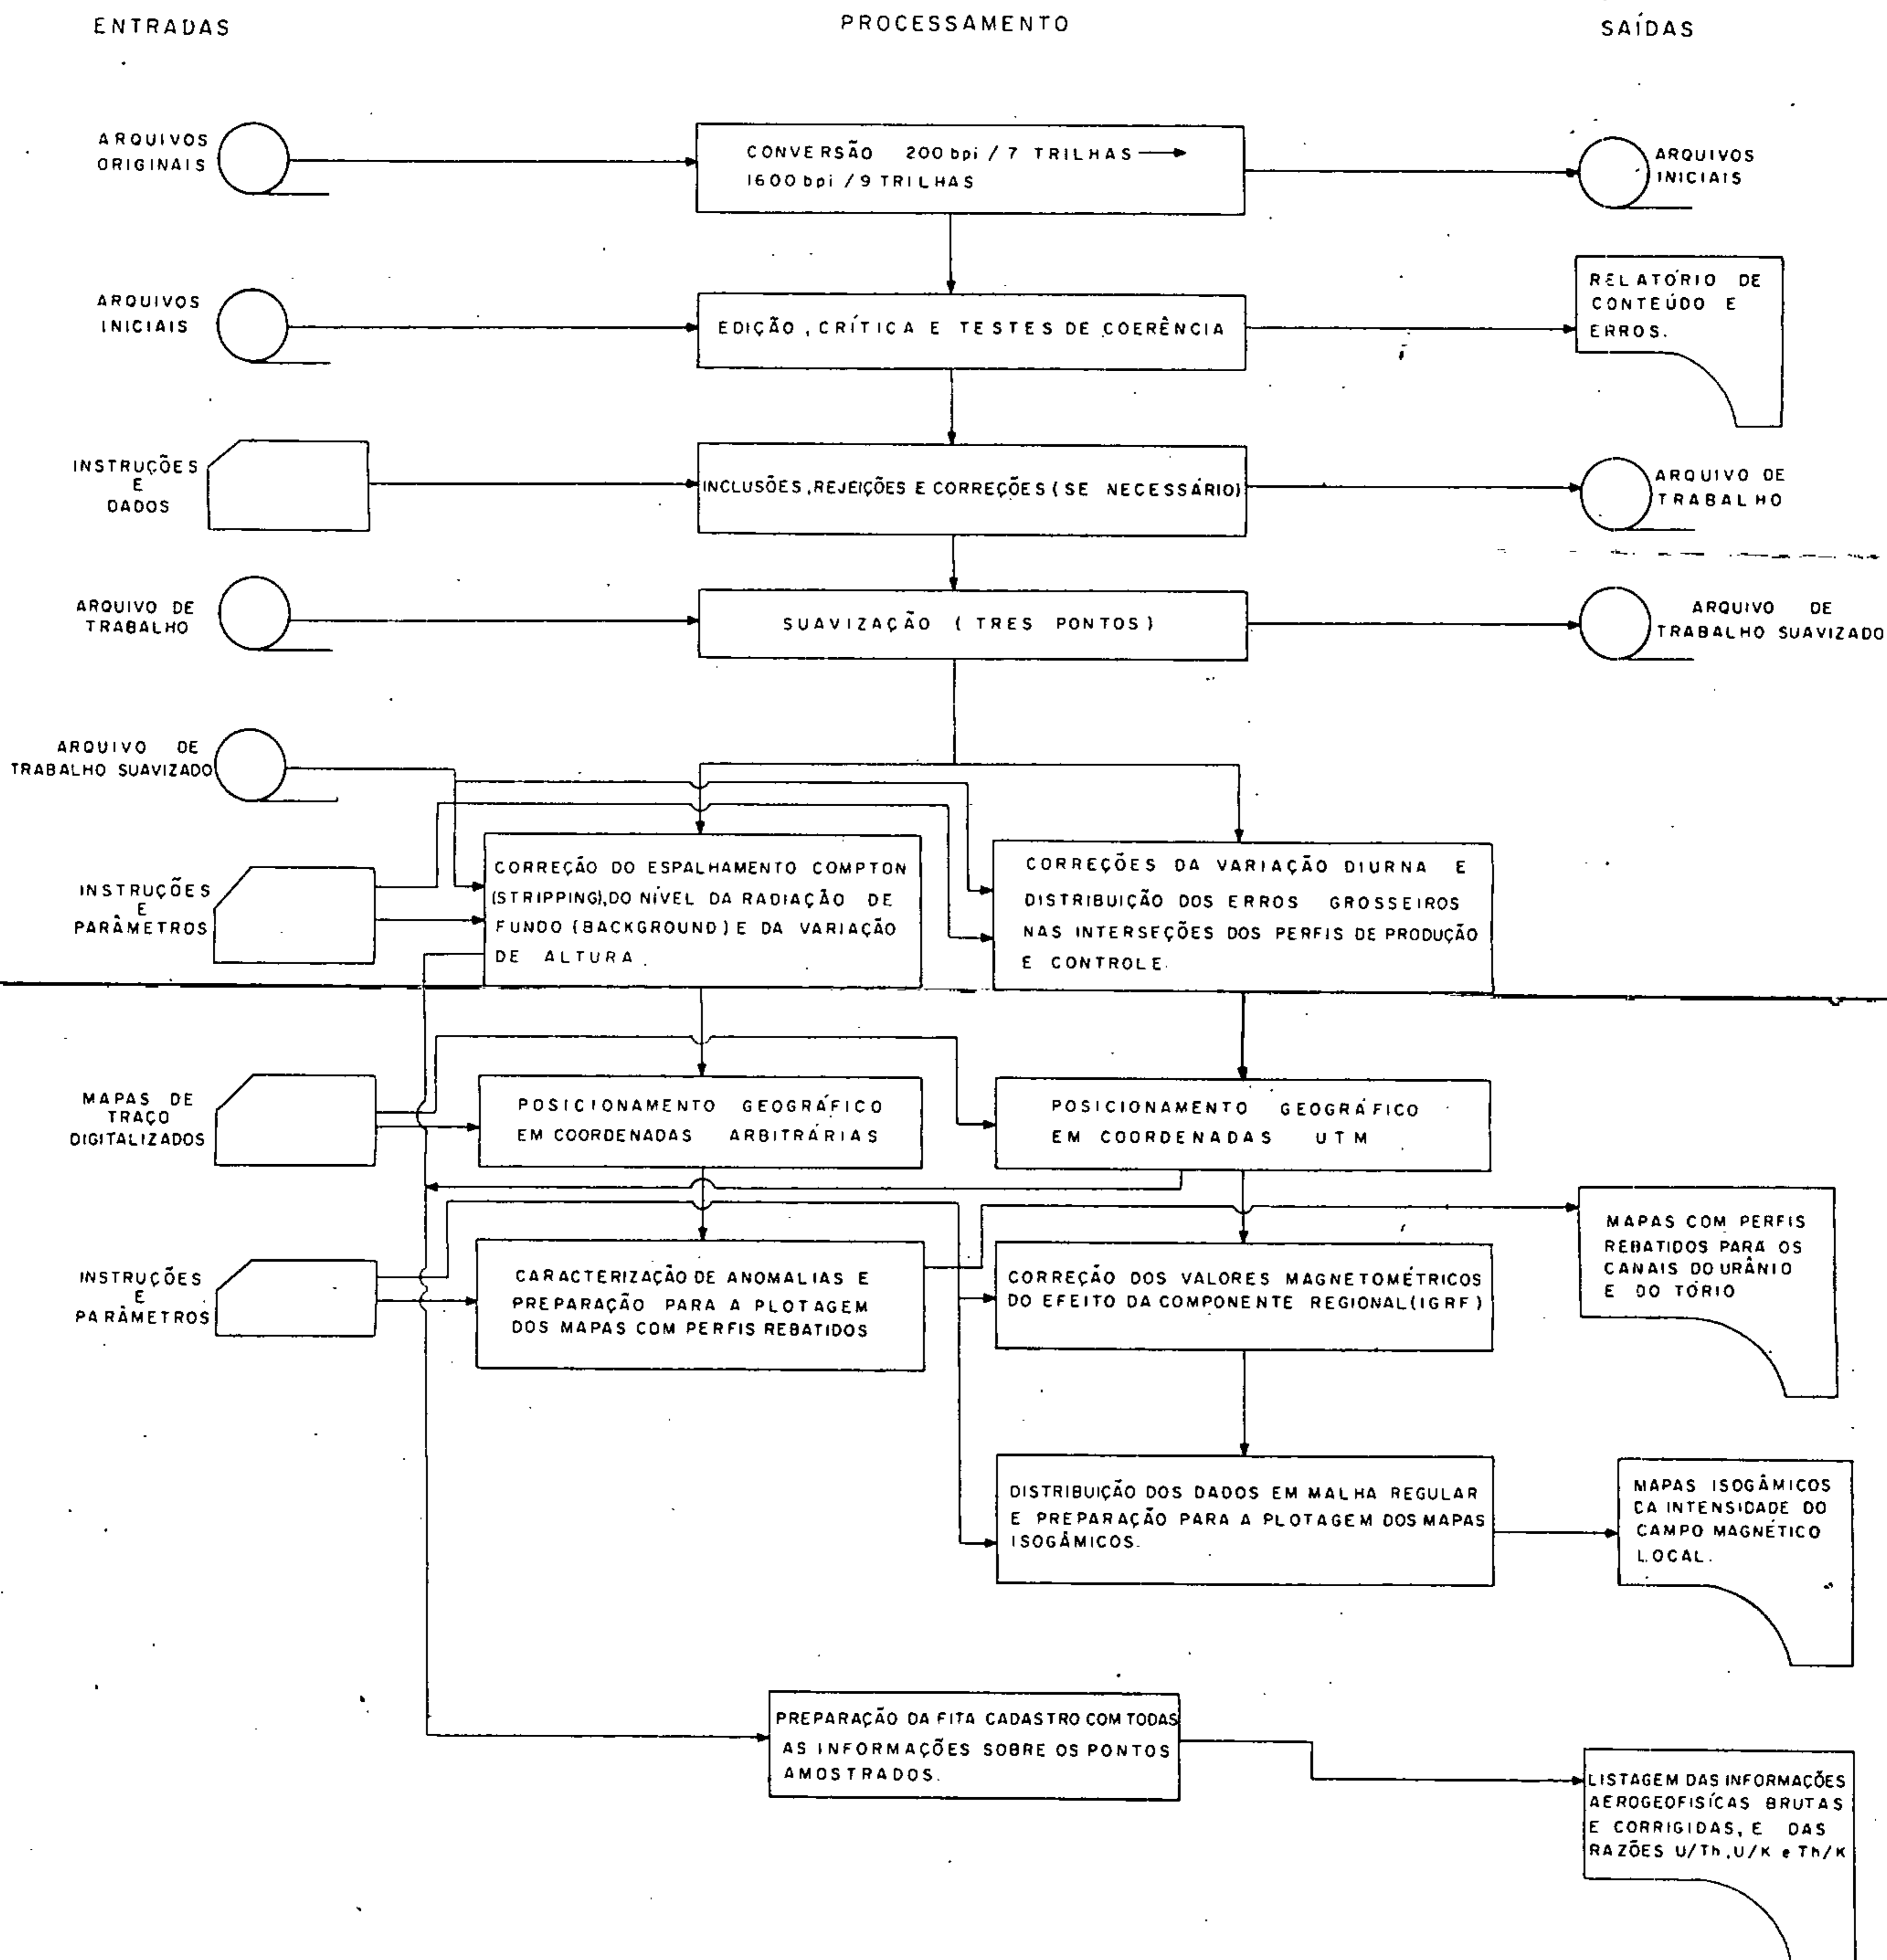 ENTRADAS
PROCESSAMENTO
SAÍDAS
ARQUIVOS
ORIGINAIS
CONVERSÃO 200 bpi / 7 TRILHAS →
1600 bpi / 9 TRILHAS
ARQUIVOS
INICIAIS
ARQUIVOS
INICIAIS
EDIÇÃO, CRÍTICA E TESTES DE COERÊNCIA
RELATÓRIO DE
CONTEÚDO E
ERROS.
INSTRUÇÕES
E
DADOS
INCLUSÕES, REJEIÇÕES E CORREÇÕES (SE NECESSÁRIO)
ARQUIVO DE
TRABALHO
ARQUIVO DE
TRABALHO
SUAVIZAÇÃO (TRES PONTOS)
ARQUIVO DE
TRABALHO SUAVIZADO
ARQUIVO DE
TRABALHO SUAVIZADO
INSTRUÇÕES
E
PARÂMETROS
CORREÇÃO DO ESPALHAMENTO COMPTON
(STRIPPING), DO NÍVEL DA RADIAÇÃO DE
FUNDO (BACKGROUND) E DA VARIAÇÃO
DE ALTURA.
CORREÇÕES DA VARIAÇÃO DIURNA E
DISTRIBUIÇÃO DOS ERROS GROSSEIROS
NAS INTERSEÇÕES DOS PERFIS DE PRODUÇÃO
E CONTROLE.
MAPAS DE
TRAÇO
DIGITALIZADOS
POSICIONAMENTO GEOGRÁFICO
EM COORDENADAS ARBITRÁRIAS
POSICIONAMENTO GEOGRÁFICO
EM COORDENADAS UTM
INSTRUÇÕES
E
PARÂMETROS
CARACTERIZAÇÃO DE ANOMALIAS E
PREPARAÇÃO PARA A PLOTAGEM
DOS MAPAS COM PERFIS REBATIDOS
CORREÇÃO DOS VALORES MAGNETOMÉTRICOS
DO EFEITO DA COMPONENTE REGIONAL (IGRF)
MAPAS COM PERFIS
REBATIDOS PARA OS
CANAIS DO URÂNIO
E DO TÓRIO
DISTRIBUIÇÃO DOS DADOS EM MALHA REGULAR
E PREPARAÇÃO PARA A PLOTAGEM DOS MAPAS
ISOGÂMICOS.
MAPAS ISOGÂMICOS
CA INTENSIDADE DO
CAMPO MAGNÉTICO
LOCAL.
PREPARAÇÃO DA FITA CADASTRO COM TODAS
AS INFORMAÇÕES SOBRE OS PONTOS
AMOSTRADOS.
LISTAGEM DAS INFORMAÇÕES
AEROGEOFISÍCAS BRUTAS
E CORRIGIDAS, E DAS
RAZÕES U/Th, U/K e Th/K